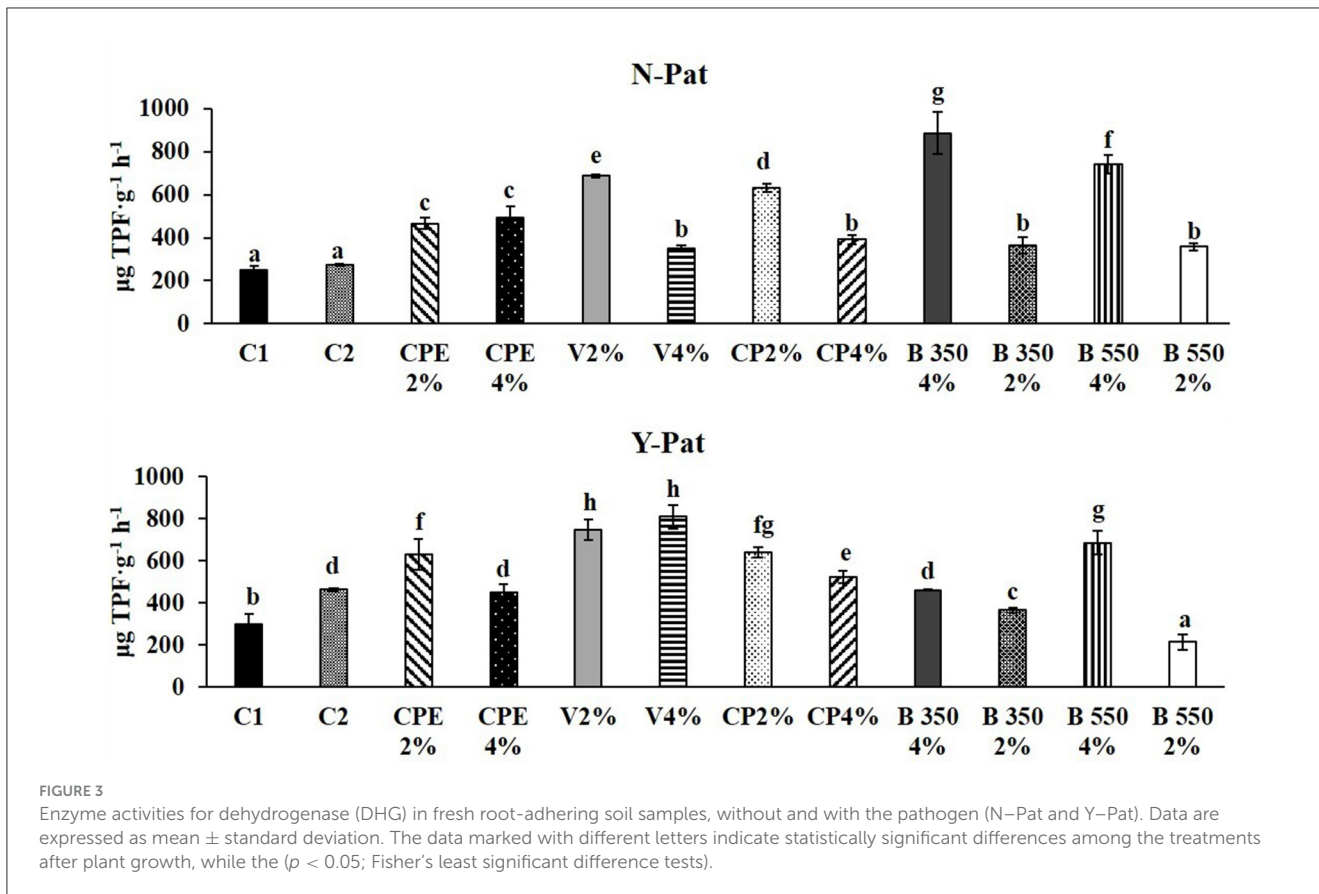 N-Pat
µg TPF·g⁻¹ h⁻¹
1000
800
600
400
200
0
a
a
c
c
e
b
d
b
g
b
f
b
C1 C2 CPE CPE V2% V4% CP2% CP4% B 350 B 350 B 550 B 550
2% 4% 4% 2% 4% 2%
Y-Pat
µg TPF·g⁻¹ h⁻¹
1000
800
600
400
200
0
b
d
f
d
h
h
fg
e
d
c
g
a
C1 C2 CPE CPE V2% V4% CP2% CP4% B 350 B 350 B 550 B 550
2% 4% 4% 2% 4% 2%
FIGURE 3
Enzyme activities for dehydrogenase (DHG) in fresh root-adhering soil samples, without and with the pathogen (N–Pat and Y–Pat). Data are
expressed as mean ± standard deviation. The data marked with different letters indicate statistically significant differences among the treatments
after plant growth, while the (p < 0.05; Fisher's least significant difference tests).